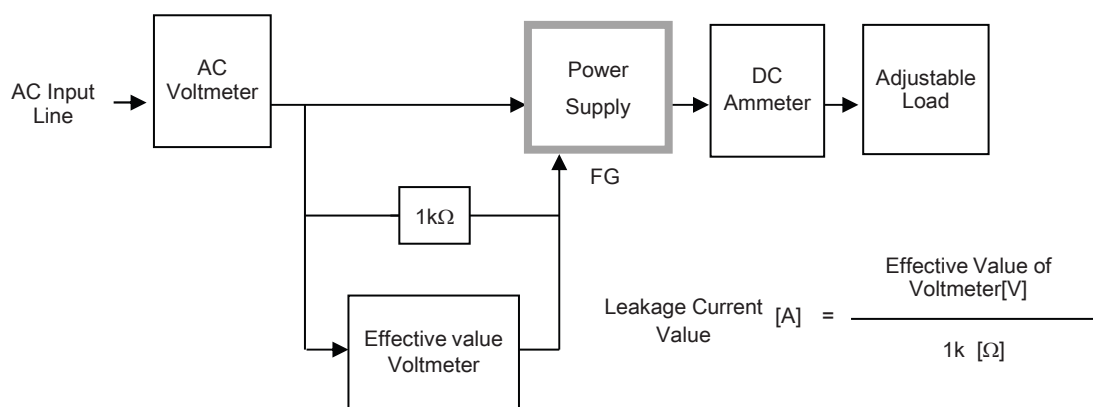 AC Input
Line
AC
Voltmeter
Power
Supply
DC
Ammeter
Adjustable
Load
FG
1kΩ
Effective value
Voltmeter
Leakage Current
Value
[A] =
Effective Value of
Voltmeter[V]
1k [Ω]